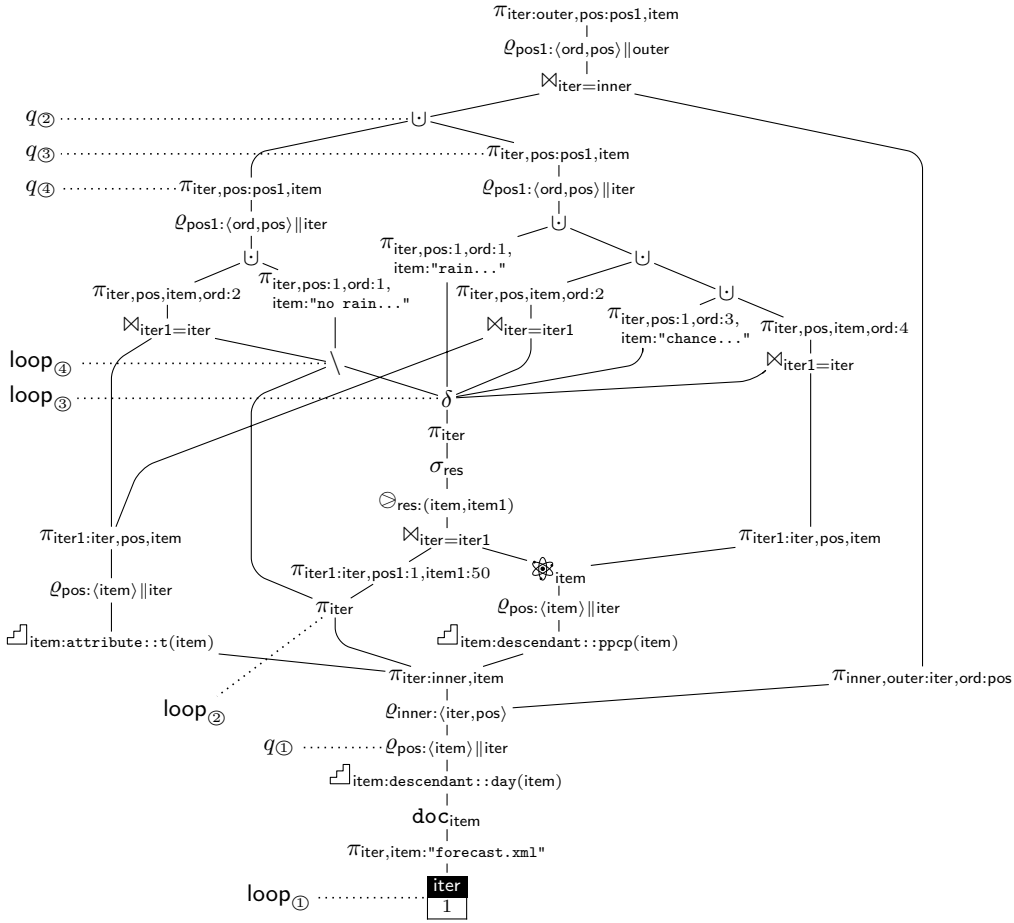 π iter:outer,pos:pos1,item
ϱ pos1:⟨ord,pos⟩∥outer
⋈ iter=inner
q② ∪·
q③ π iter,pos:pos1,item
q④ π iter,pos:pos1,item ϱ pos1:⟨ord,pos⟩∥iter
ϱ pos1:⟨ord,pos⟩∥iter ∪·
π iter,pos:1,ord:1,
item:"rain..."
∪· ∪·
π iter,pos:1,ord:1,
item:"no rain..."
π iter,pos,item,ord:2 π iter,pos,item,ord:2 ∪·
π iter,pos:1,ord:3,
item:"chance..."
⋈ iter1=iter ⋈ iter=iter1 π iter,pos,item,ord:4
loop④ \ ⋈ iter1=iter
loop③ δ
π iter
σ res
⧁ res:(item,item1)
π iter1:iter,pos,item ⋈ iter=iter1 π iter1:iter,pos,item
π iter1:iter,pos1:1,item1:50 ⚛ item
ϱ pos:⟨item⟩∥iter π iter ϱ pos:⟨item⟩∥iter
item:attribute::t(item) item:descendant::ppcp(item)
π iter:inner,item π inner,outer:iter,ord:pos
loop② ϱ inner:⟨iter,pos⟩
q① ϱ pos:⟨item⟩∥iter
item:descendant::day(item)
doc item
π iter,item:"forecast.xml"
loop① iter
1